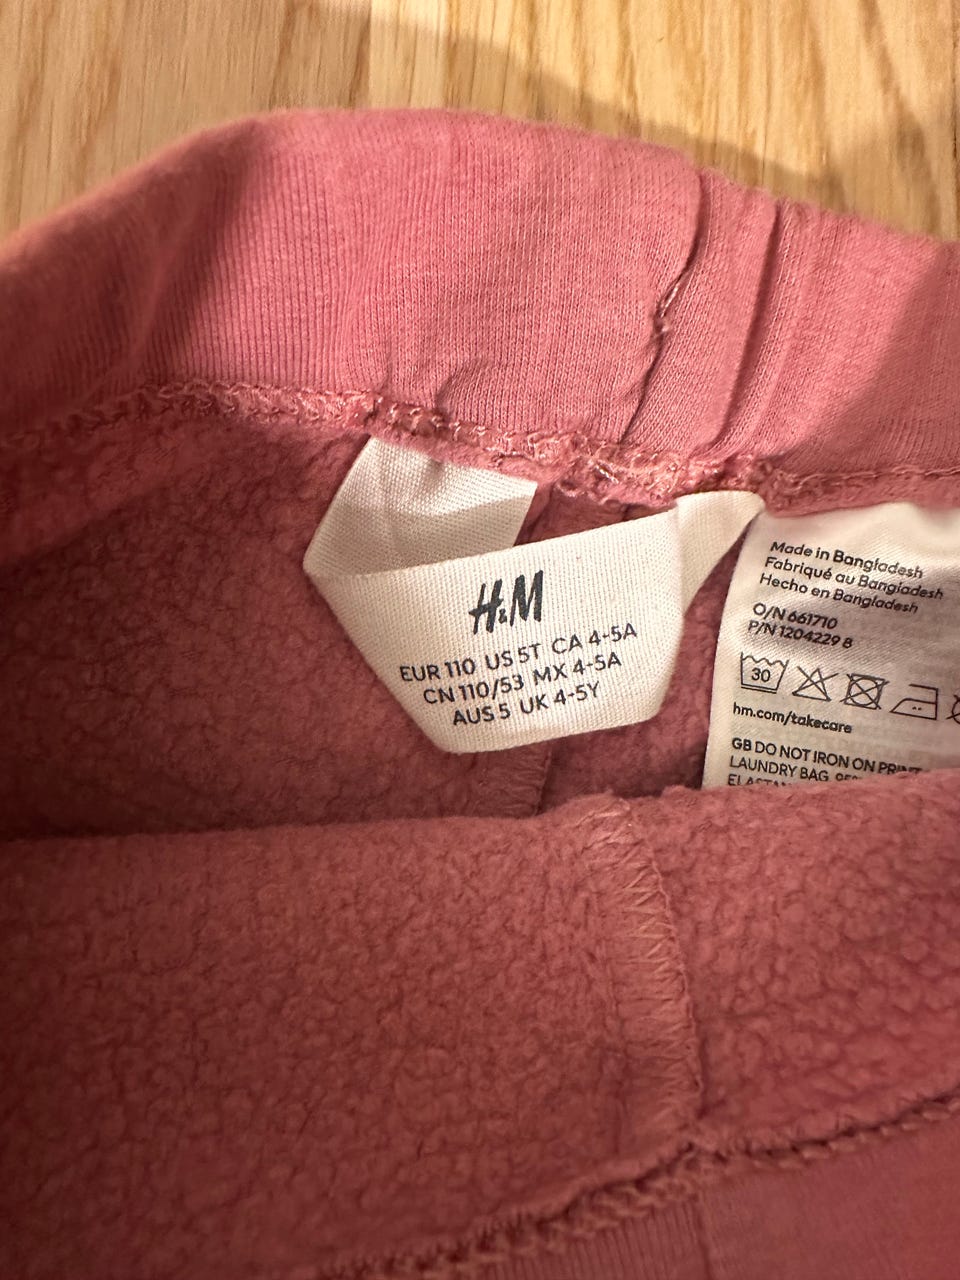 H&M
EUR 110 US 5T CA 4-5A
CN 110/53 MX 4-5A
AUS 5 UK 4-5Y
Made in Bangladesh
Fabriqué au Bangladesh
Hecho en Bangladesh
O/N 661710
P/N 1204229 8
30
hm.com/takecare
GB DO NOT IRON ON PRINT
LAUNDRY BAG